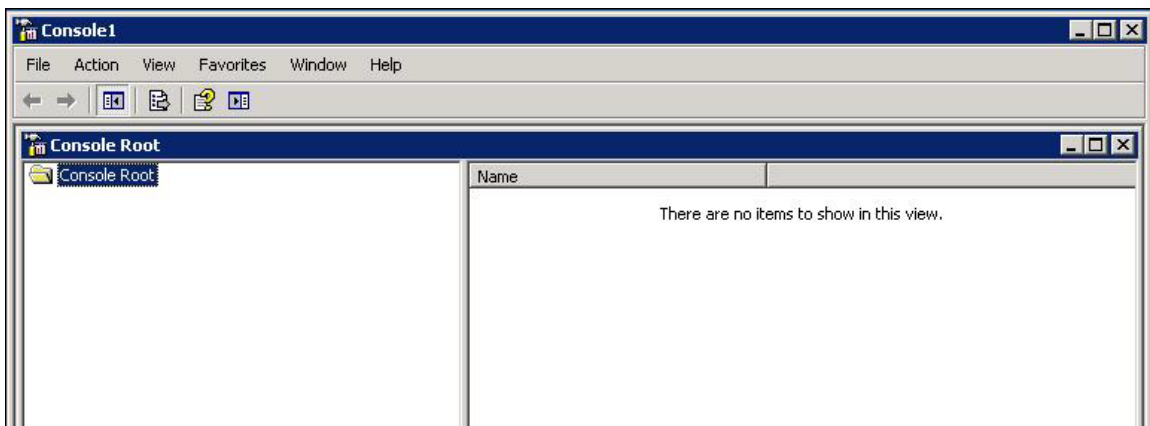 Console1
File Action View Favorites Window Help
Console Root
Console Root
Name
There are no items to show in this view.